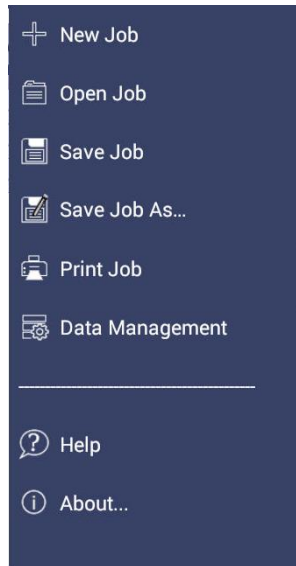 New Job
Open Job
Save Job
Save Job As...
Print Job
Data Management
Help
About...